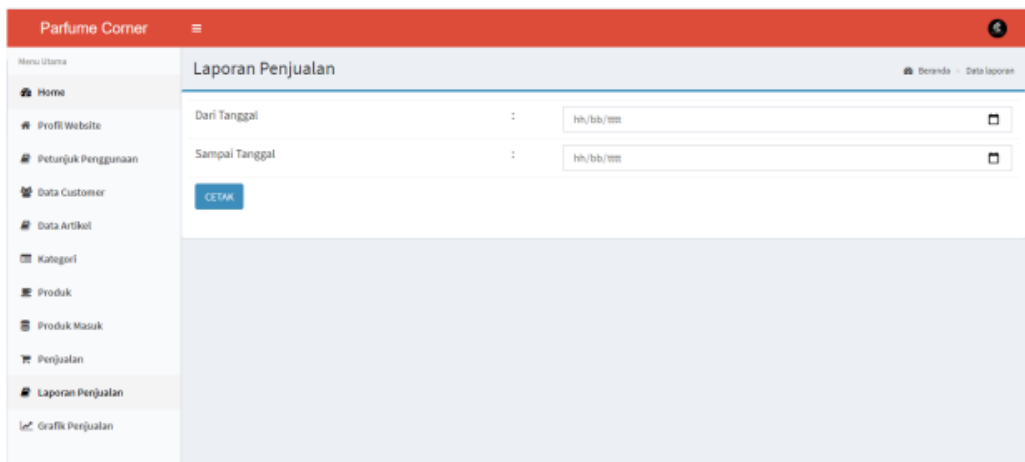 Parfume Corner
Menu Utama
Home
Profil Website
Petunjuk Penggunaan
Data Customer
Data Artikel
Kategori
Produk
Produk Masuk
Penjualan
Laporan Penjualan
Grafik Penjualan
Laporan Penjualan
Beranda > Data laporan
Dari Tanggal : hh/bb/tttt
Sampai Tanggal : hh/bb/tttt
CETAK